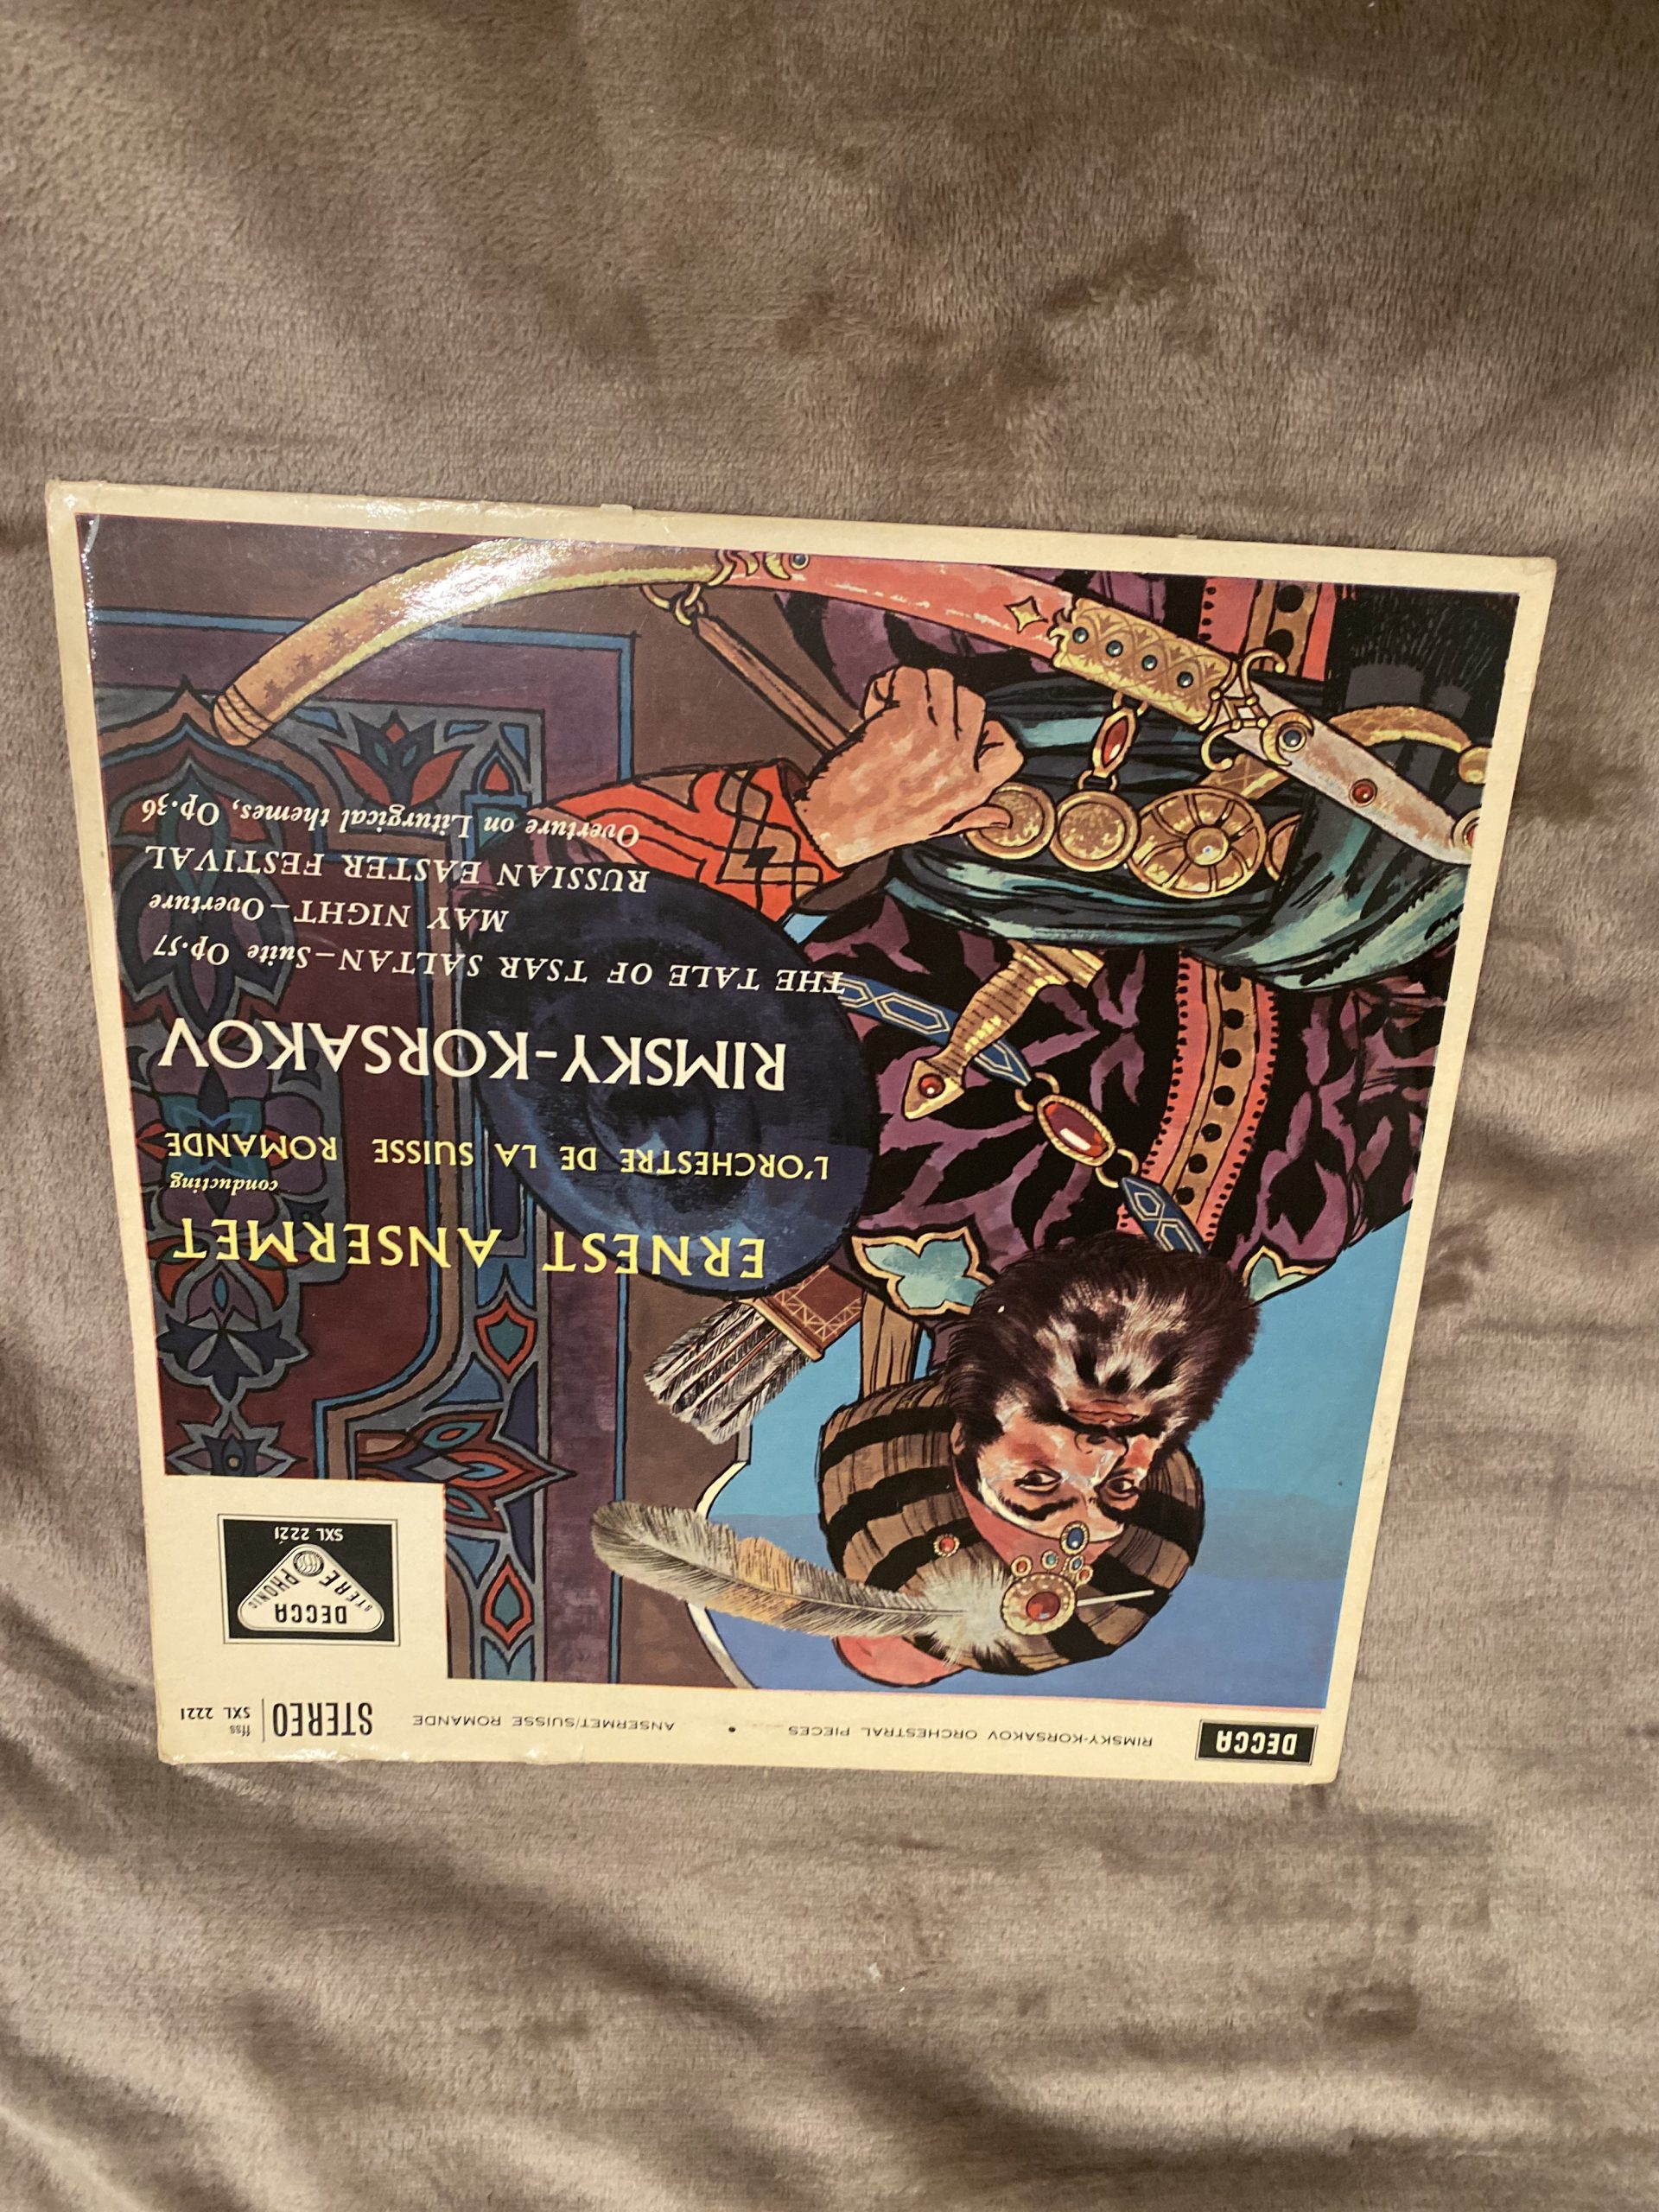 DECCA
RIMSKY-KORSAKOV ORCHESTRAL PIECES • ANSERMET/SUISSE ROMANDE
STEREO
ffss
SXL 2221
DECCA
STEREO
PHONIC
SXL 2221
ERNEST ANSERMET
conducting
L'ORCHESTRE DE LA SUISSE ROMANDE
RIMSKY-KORSAKOV
THE TALE OF TSAR SALTAN–Suite Op.57
MAY NIGHT–Overture
RUSSIAN EASTER FESTIVAL
Overture on Liturgical themes, Op.36